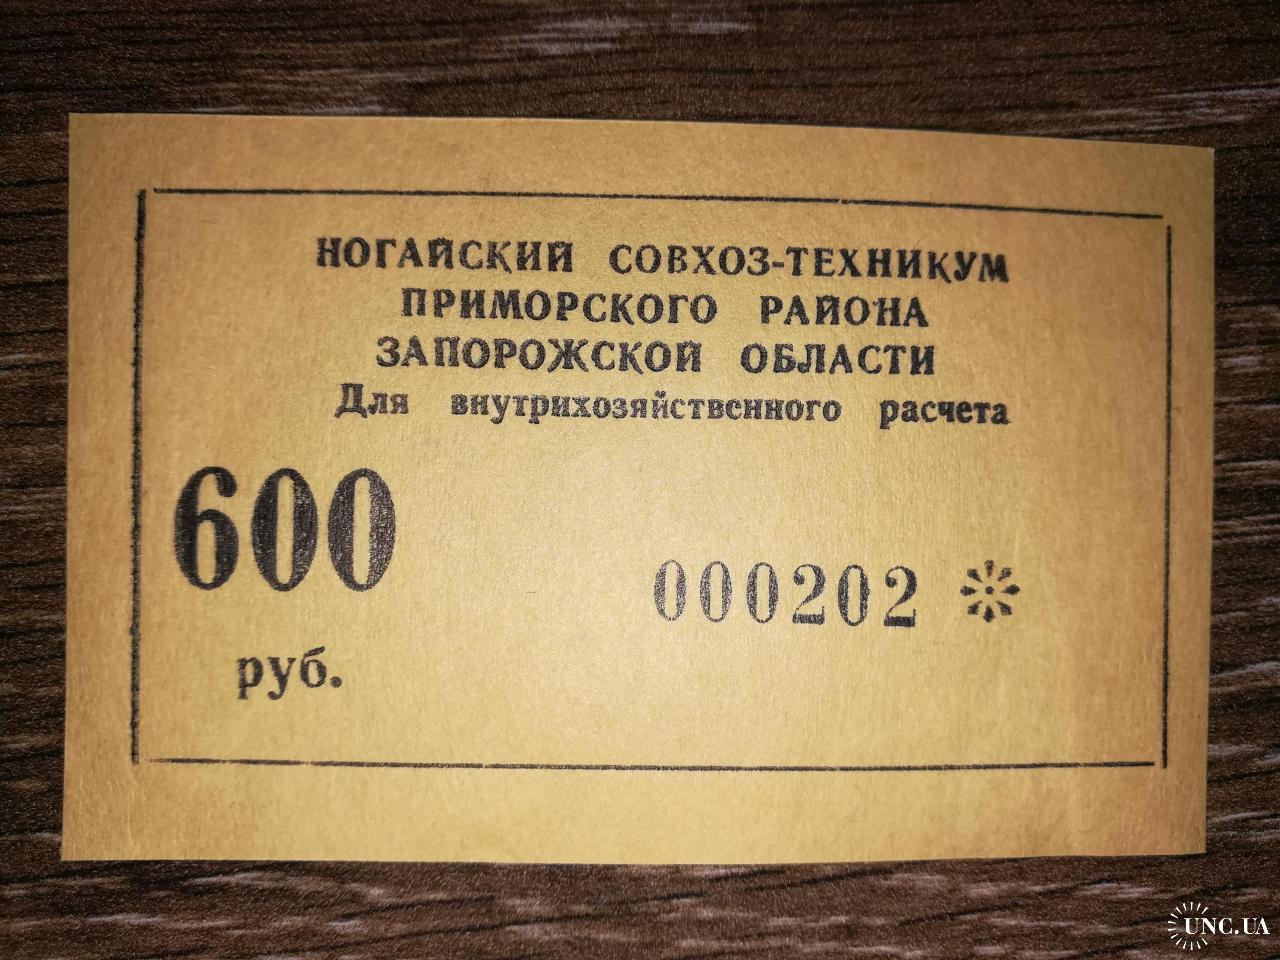 НОГАЙСКИЙ СОВХОЗ-ТЕХНИКУМ
ПРИМОРСКОГО РАЙОНА
ЗАПОРОЖСКОЙ ОБЛАСТИ
Для внутрихозяйственного расчета
600
000202
руб.
UNC.UA